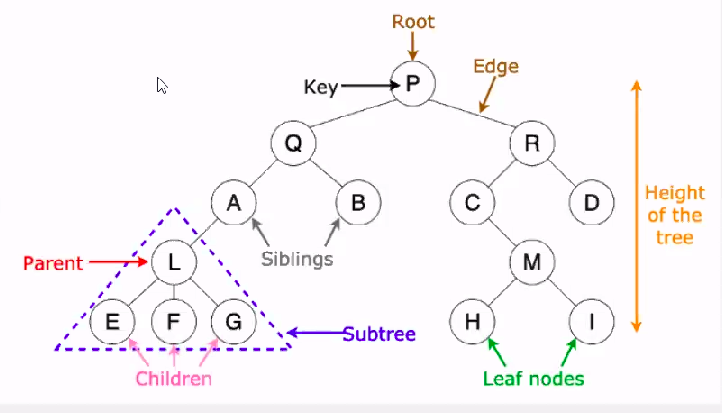 Root
Edge
Key
P
Q
R
A
B
C
D
Height
of the
tree
Siblings
Parent
L
M
E
F
G
H
I
Subtree
Children
Leaf nodes